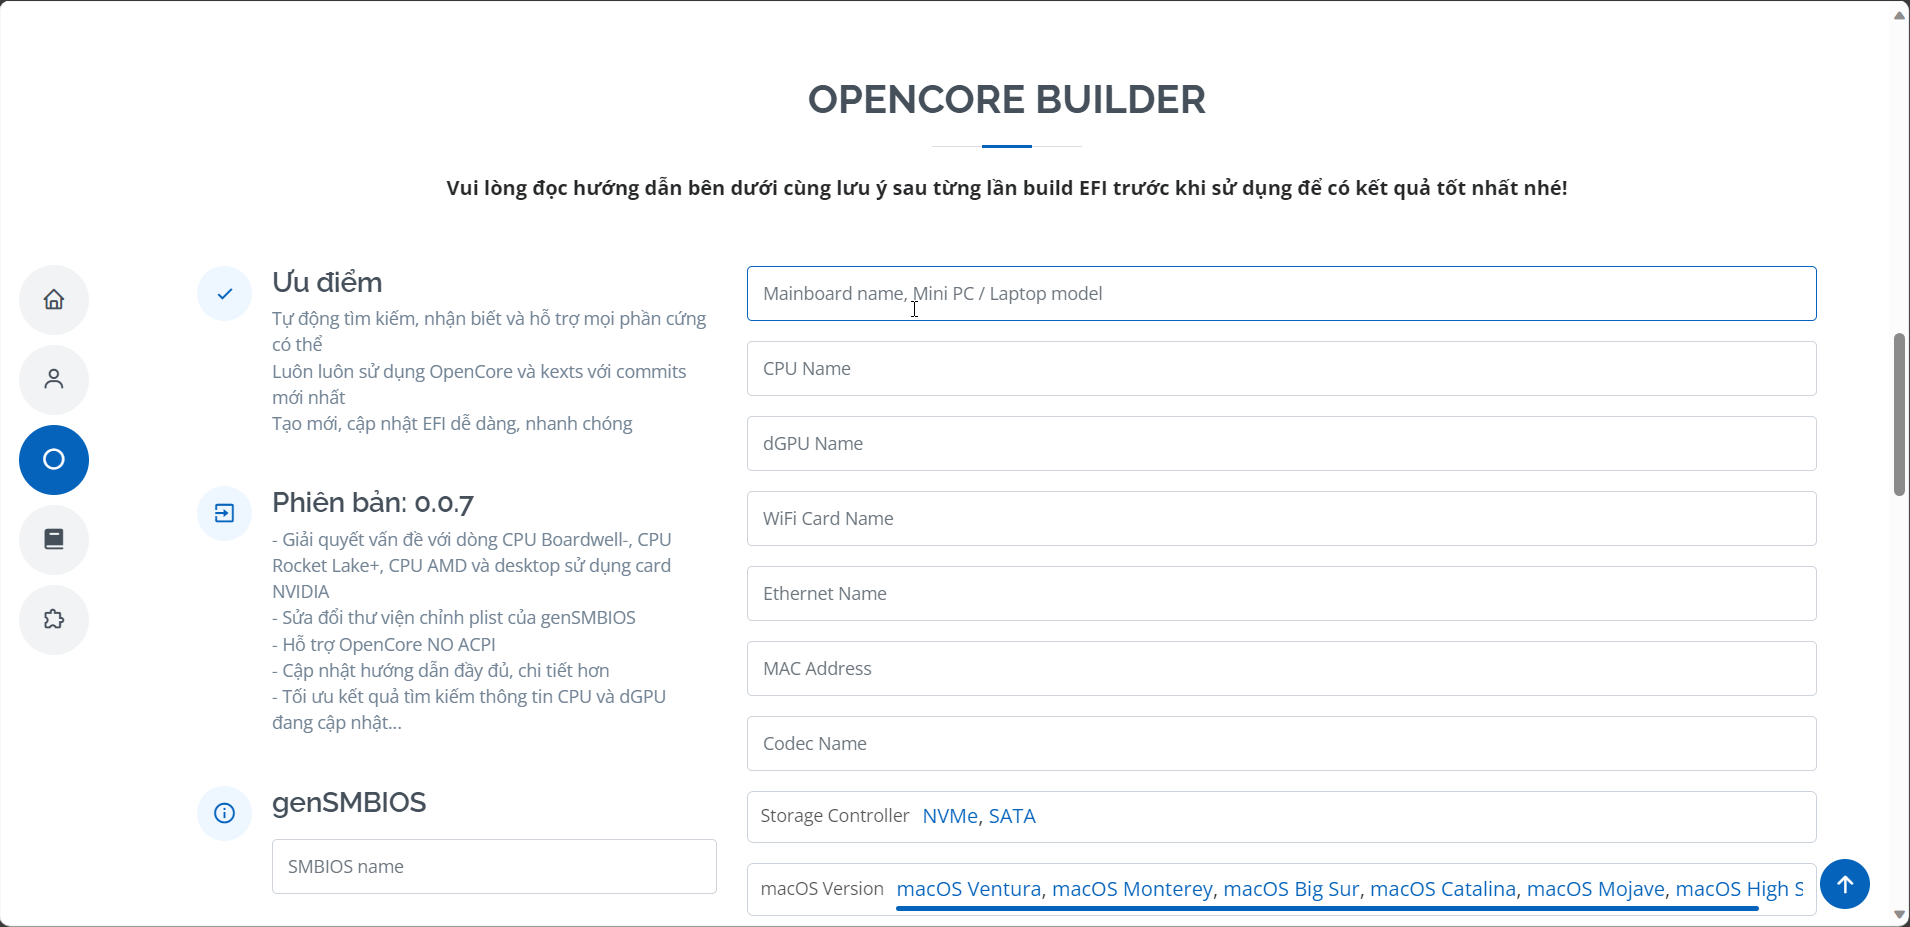 OPENCORE BUILDER
Vui lòng đọc hướng dẫn bên dưới cùng lưu ý sau từng lần build EFI trước khi sử dụng để có kết quả tốt nhất nhé!
Ưu điểm
Tự động tìm kiếm, nhận biết và hỗ trợ mọi phần cứng
có thể
Luôn luôn sử dụng OpenCore và kexts với commits
mới nhất
Tạo mới, cập nhật EFI dễ dàng, nhanh chóng
Phiên bản: 0.0.7
- Giải quyết vấn đề với dòng CPU Boardwell-, CPU
Rocket Lake+, CPU AMD và desktop sử dụng card
NVIDIA
- Sửa đổi thư viện chỉnh plist của genSMBIOS
- Hỗ trợ OpenCore NO ACPI
- Cập nhật hướng dẫn đầy đủ, chi tiết hơn
- Tối ưu kết quả tìm kiếm thông tin CPU và dGPU
đang cập nhật...
genSMBIOS
SMBIOS name
Mainboard name, Mini PC / Laptop model
CPU Name
dGPU Name
WiFi Card Name
Ethernet Name
MAC Address
Codec Name
Storage Controller NVMe, SATA
macOS Version macOS Ventura, macOS Monterey, macOS Big Sur, macOS Catalina, macOS Mojave, macOS High S